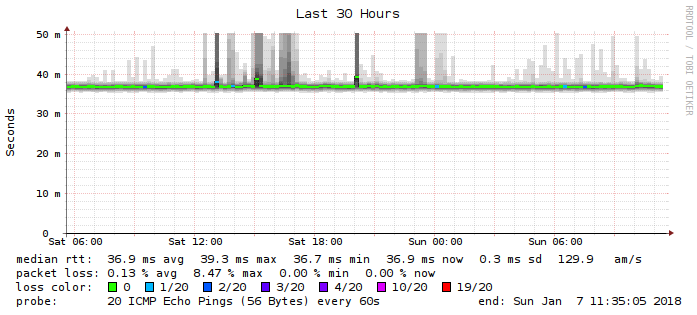 Last 30 Hours
RRDTOOL / TOBI OETIKER
Seconds
50 m
40 m
30 m
20 m
10 m
0
Sat 06:00 Sat 12:00 Sat 18:00 Sun 00:00 Sun 06:00
median rtt: 36.9 ms avg 39.3 ms max 36.7 ms min 36.9 ms now 0.3 ms sd 129.9 am/s
packet loss: 0.13 % avg 8.47 % max 0.00 % min 0.00 % now
loss color: 0 1/20 2/20 3/20 4/20 10/20 19/20
probe: 20 ICMP Echo Pings (56 Bytes) every 60s end: Sun Jan 7 11:35:05 2018